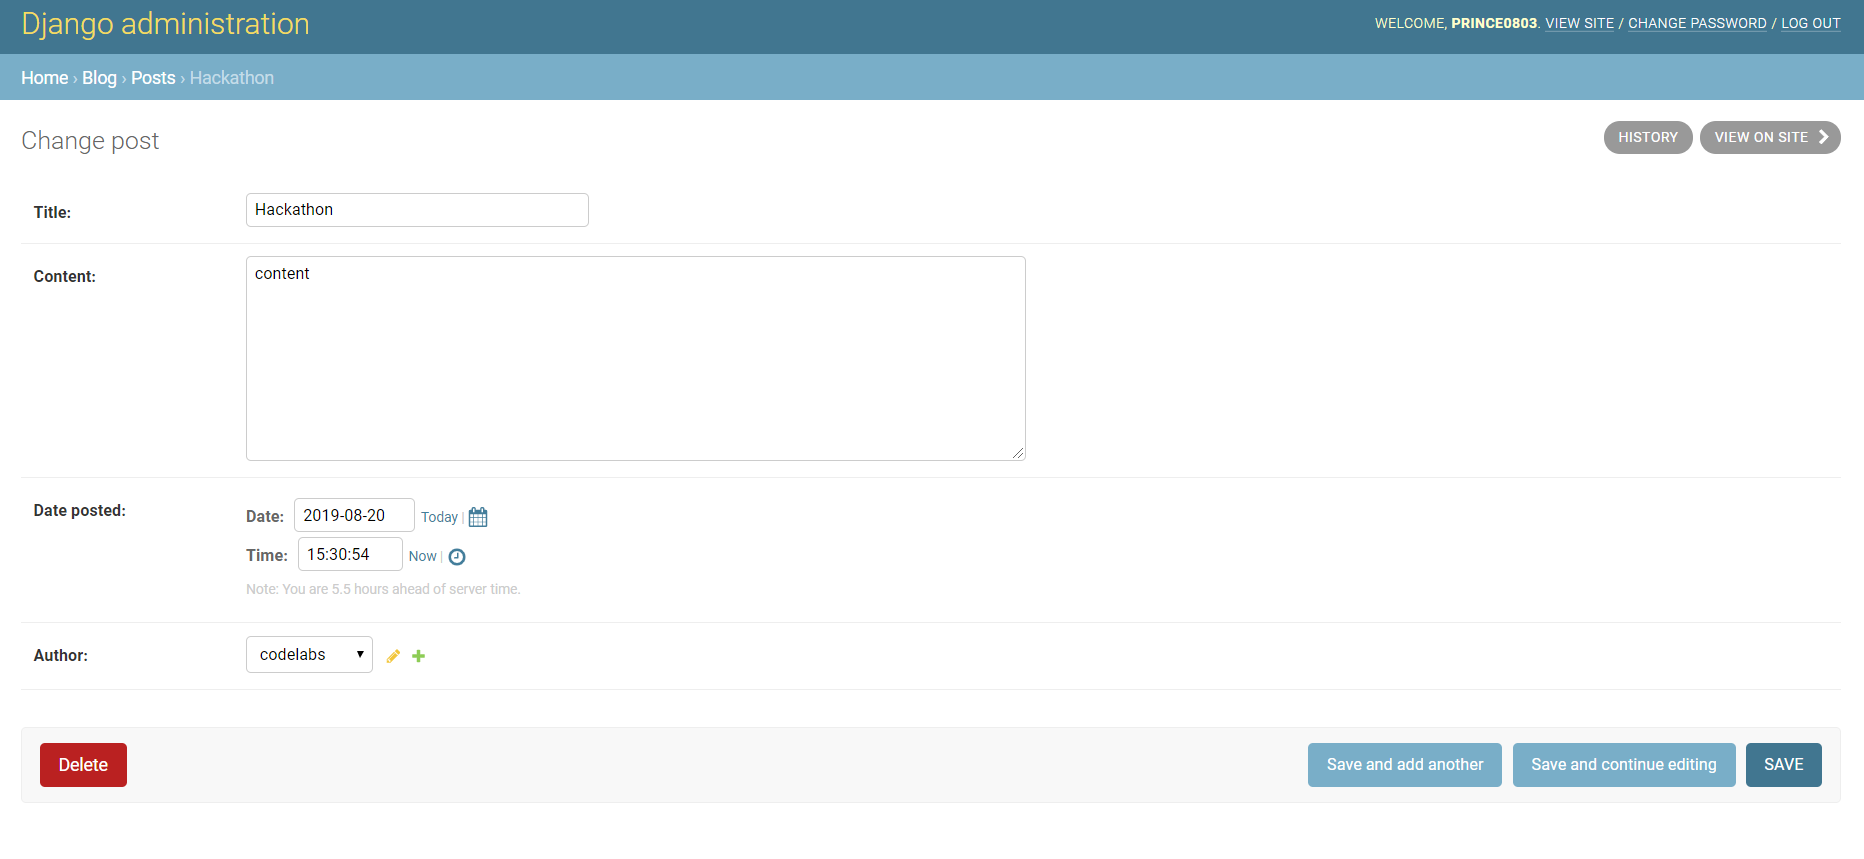 Django administration
WELCOME, PRINCE0803. VIEW SITE / CHANGE PASSWORD / LOG OUT
Home › Blog › Posts › Hackathon
Change post
HISTORY
VIEW ON SITE
Title:
Hackathon
Content:
content
Date posted:
Date: 2019-08-20 Today |
Time: 15:30:54 Now |
Note: You are 5.5 hours ahead of server time.
Author:
codelabs
Delete
Save and add another
Save and continue editing
SAVE